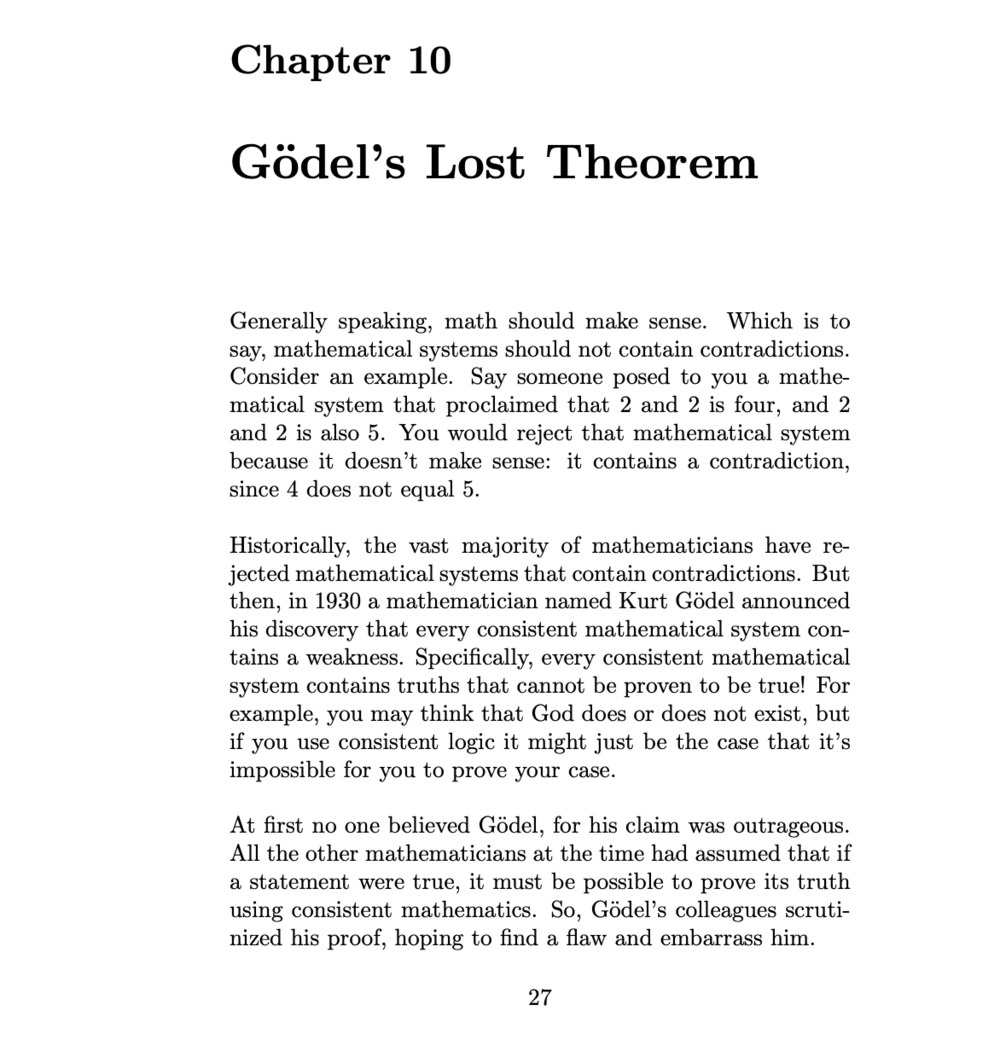 Chapter 10
Gödel's Lost Theorem
Generally speaking, math should make sense. Which is to
say, mathematical systems should not contain contradictions.
Consider an example. Say someone posed to you a mathe-
matical system that proclaimed that 2 and 2 is four, and 2
and 2 is also 5. You would reject that mathematical system
because it doesn't make sense: it contains a contradiction,
since 4 does not equal 5.
Historically, the vast majority of mathematicians have re-
jected mathematical systems that contain contradictions. But
then, in 1930 a mathematician named Kurt Gödel announced
his discovery that every consistent mathematical system con-
tains a weakness. Specifically, every consistent mathematical
system contains truths that cannot be proven to be true! For
example, you may think that God does or does not exist, but
if you use consistent logic it might just be the case that it's
impossible for you to prove your case.
At first no one believed Gödel, for his claim was outrageous.
All the other mathematicians at the time had assumed that if
a statement were true, it must be possible to prove its truth
using consistent mathematics. So, Gödel's colleagues scruti-
nized his proof, hoping to find a flaw and embarrass him.
27